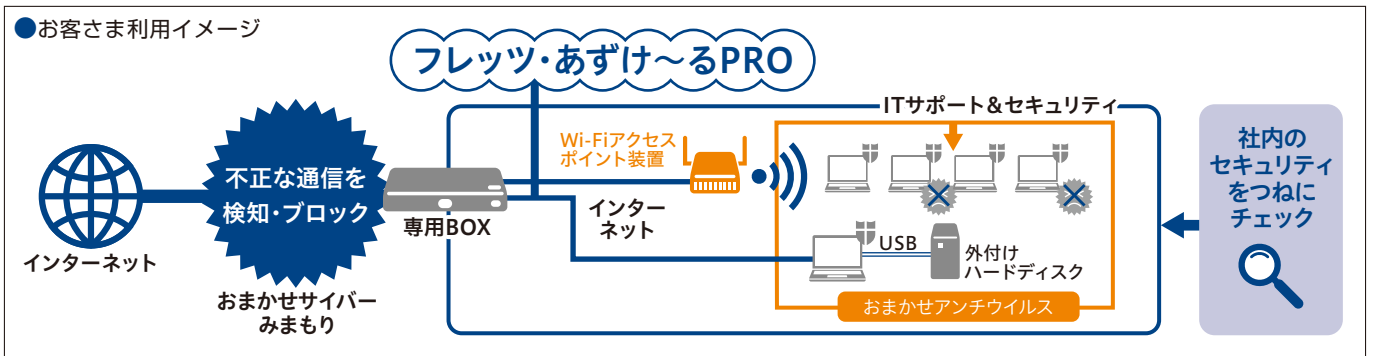 ●お客さま利用イメージ
フレッツ・あずけ～るPRO
ITサポート＆セキュリティ
Wi-Fiアクセス
ポイント装置
不正な通信を
検知・ブロック
専用BOX
インター
ネット
インターネット
おまかせサイバー
みまもり
USB
外付け
ハードディスク
おまかせアンチウイルス
社内の
セキュリティ
をつねに
チェック